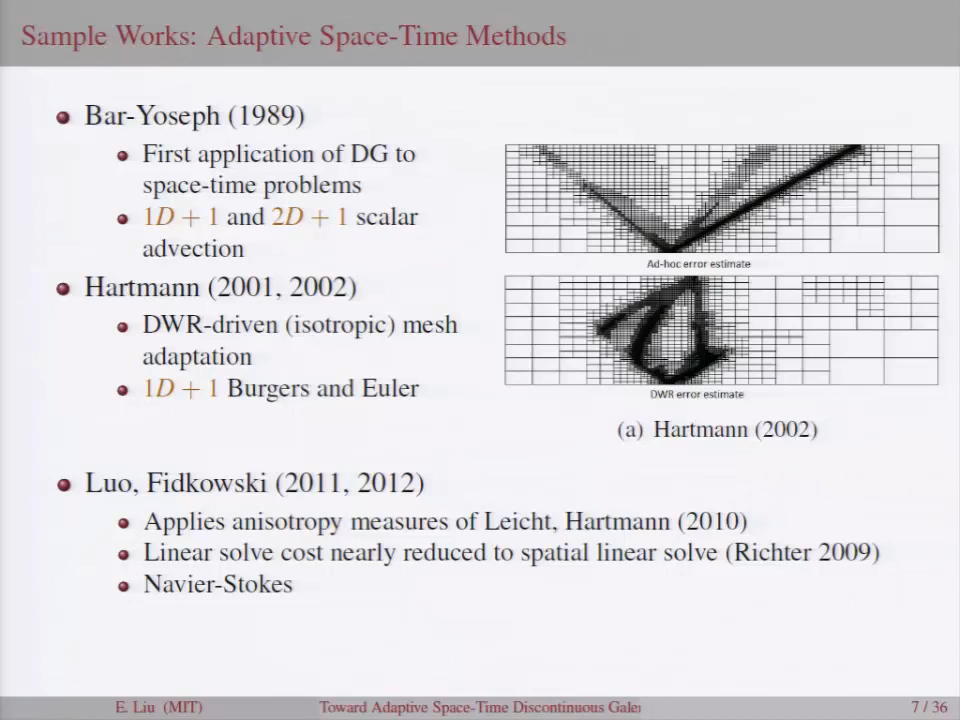 Sample Works: Adaptive Space-Time Methods
Bar-Yoseph (1989)
First application of DG to
space-time problems
1D + 1 and 2D + 1 scalar
advection
Hartmann (2001, 2002)
DWR-driven (isotropic) mesh
adaptation
1D + 1 Burgers and Euler
Ad-hoc error estimate
DWR error estimate
(a) Hartmann (2002)
Luo, Fidkowski (2011, 2012)
Applies anisotropy measures of Leicht, Hartmann (2010)
Linear solve cost nearly reduced to spatial linear solve (Richter 2009)
Navier-Stokes
E. Liu (MIT)
Toward Adaptive Space-Time Discontinuous Galer
7 / 36